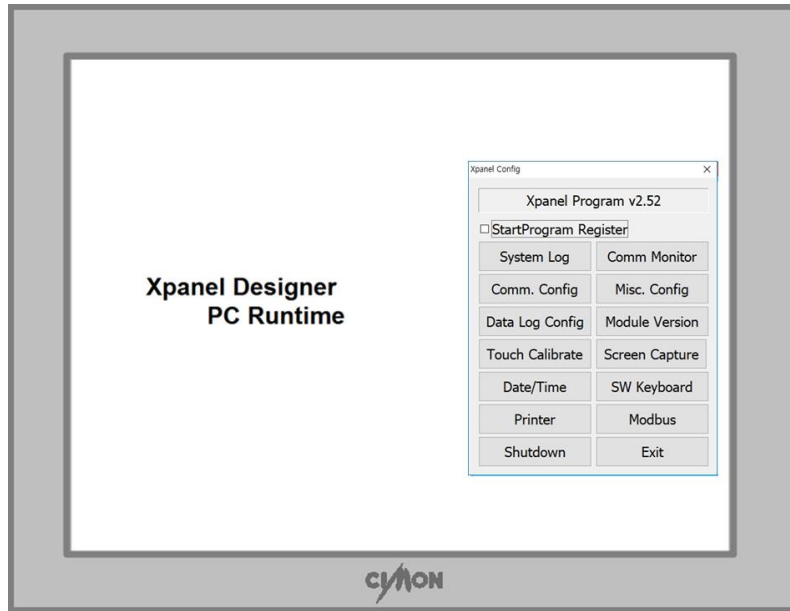 Xpanel Designer
PC Runtime
Xpanel Config
Xpanel Program v2.52
StartProgram Register
System Log
Comm Monitor
Comm. Config
Misc. Config
Data Log Config
Module Version
Touch Calibrate
Screen Capture
Date/Time
SW Keyboard
Printer
Modbus
Shutdown
Exit
CIMON